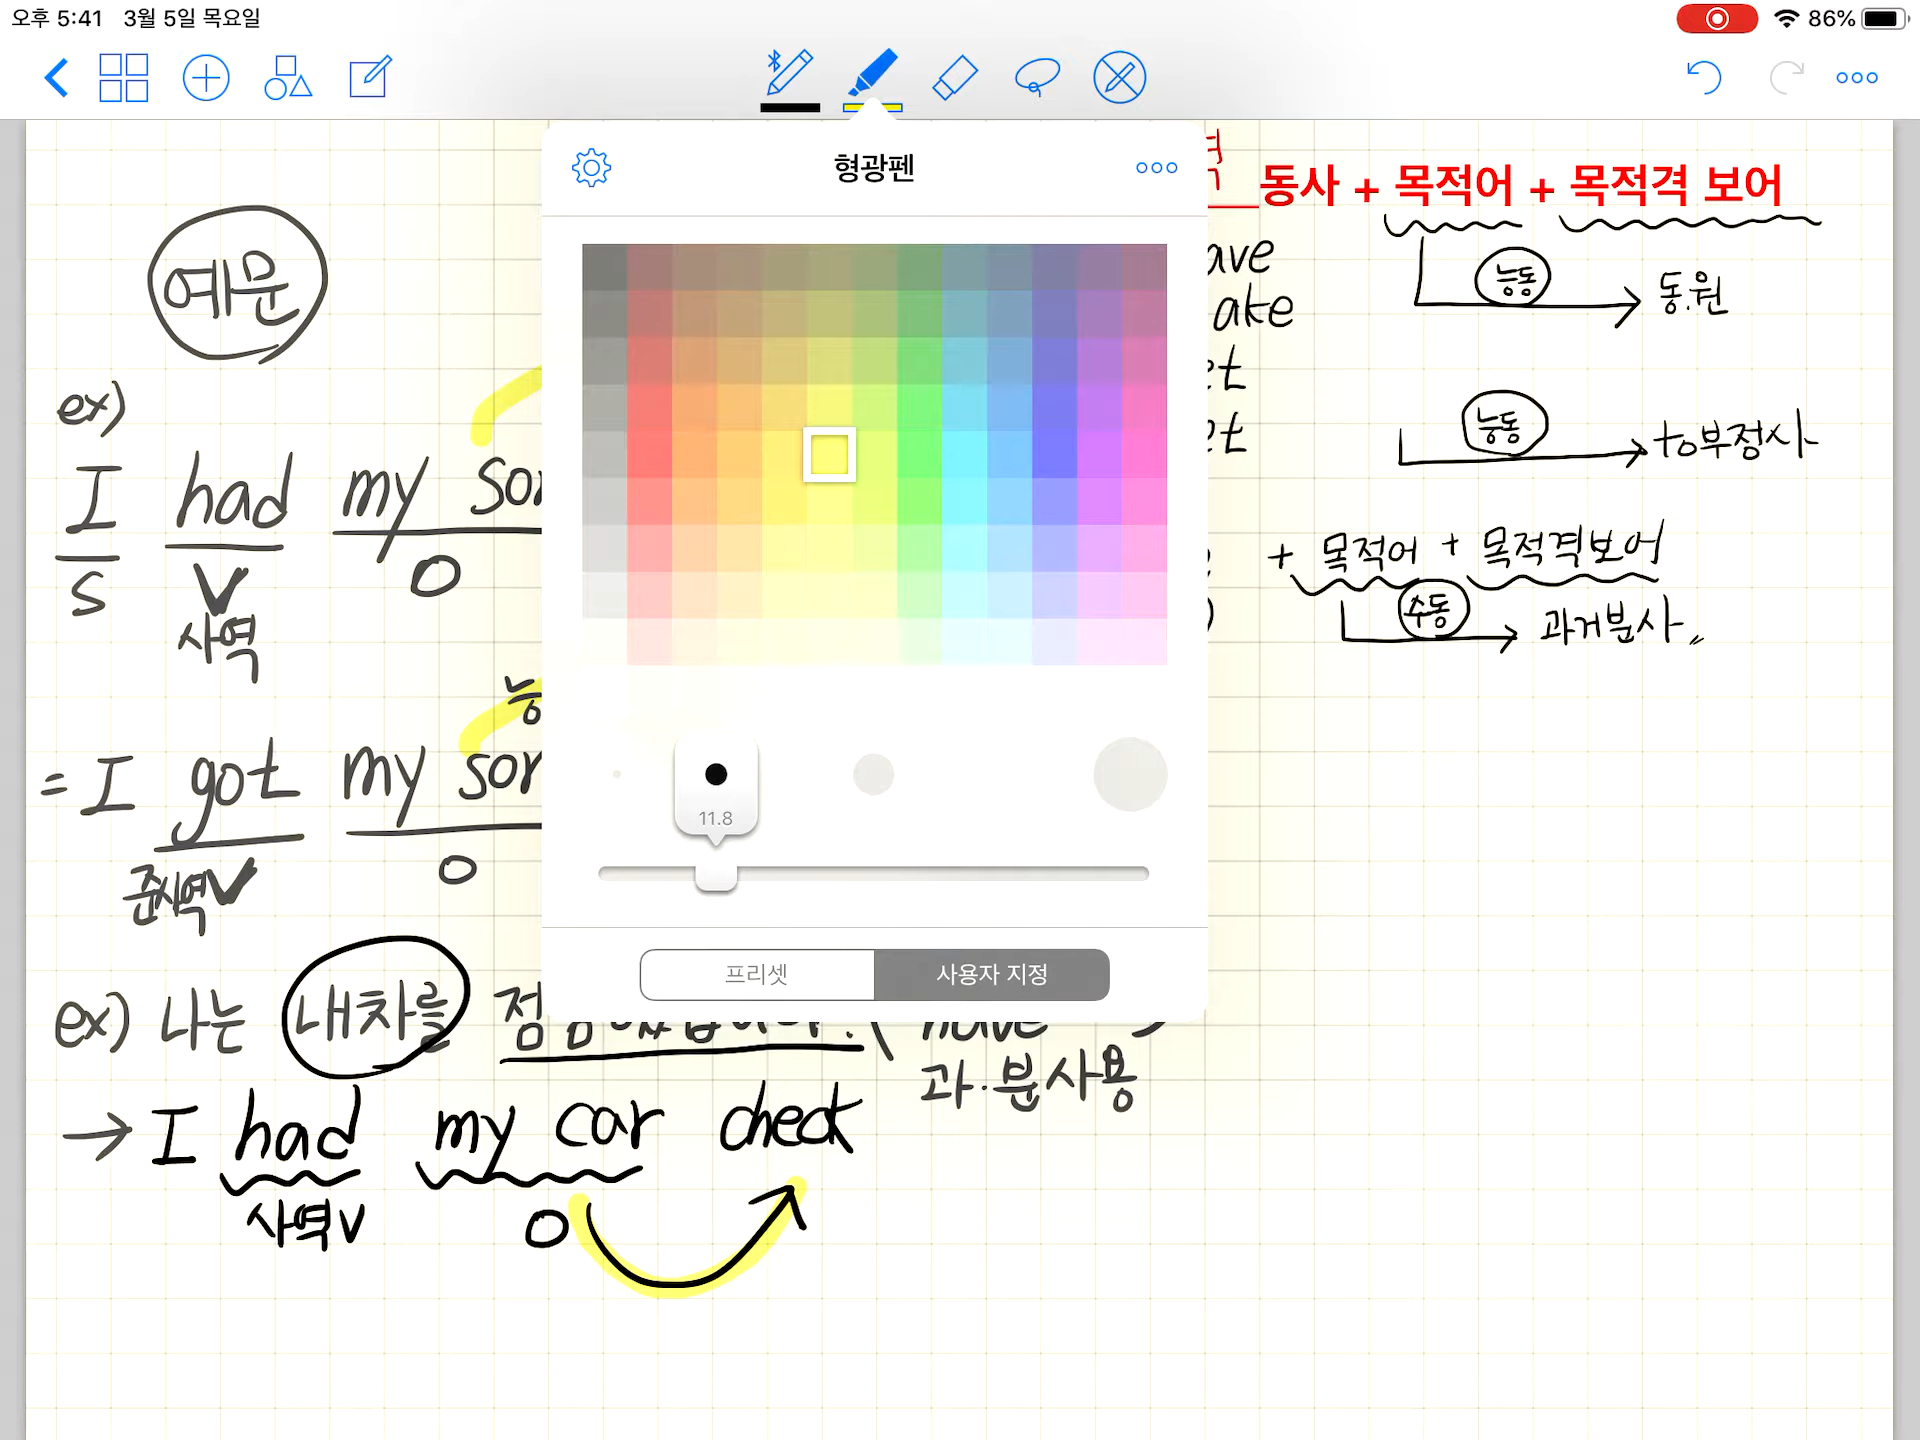 오후 5:41 3월 5일 목요일
86%
형광펜
동사 + 목적어 + 목적격 보어
예문
능동
동.원
ake
ex)
능동
to부정사
I had my son
S V O
사역
+ 목적어 + 목적격보어
수동
과거분사
11.8
능
= I got my son
준사역V O
프리셋
사용자 지정
ex) 나는 내차를 점
과.분사용
→ I had my car check
사역V O